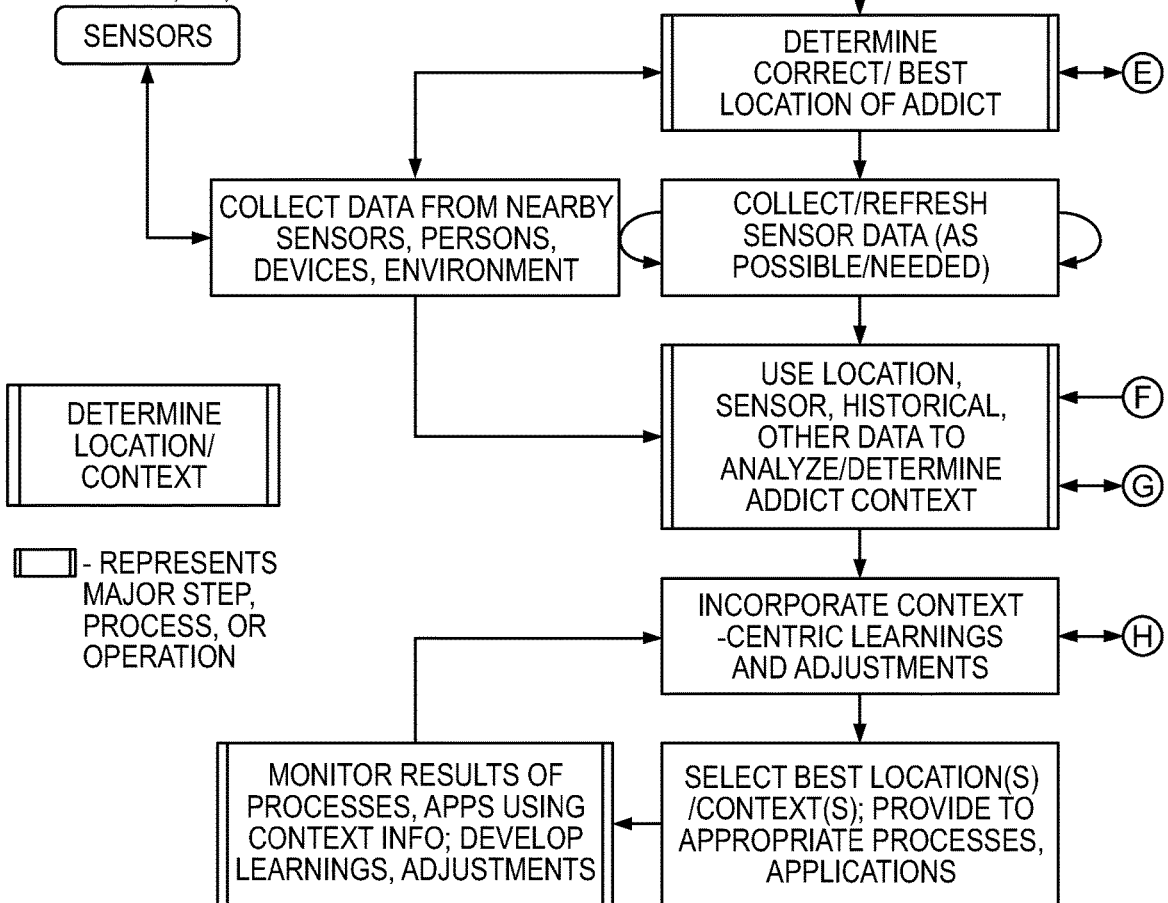 SENSORS
DETERMINE
CORRECT/ BEST
LOCATION OF ADDICT
E
COLLECT DATA FROM NEARBY
SENSORS, PERSONS,
DEVICES, ENVIRONMENT
COLLECT/REFRESH
SENSOR DATA (AS
POSSIBLE/NEEDED)
DETERMINE
LOCATION/
CONTEXT
USE LOCATION,
SENSOR, HISTORICAL,
OTHER DATA TO
ANALYZE/DETERMINE
ADDICT CONTEXT
F
G
- REPRESENTS
MAJOR STEP,
PROCESS, OR
OPERATION
INCORPORATE CONTEXT
-CENTRIC LEARNINGS
AND ADJUSTMENTS
H
MONITOR RESULTS OF
PROCESSES, APPS USING
CONTEXT INFO; DEVELOP
LEARNINGS, ADJUSTMENTS
SELECT BEST LOCATION(S)
/CONTEXT(S); PROVIDE TO
APPROPRIATE PROCESSES,
APPLICATIONS